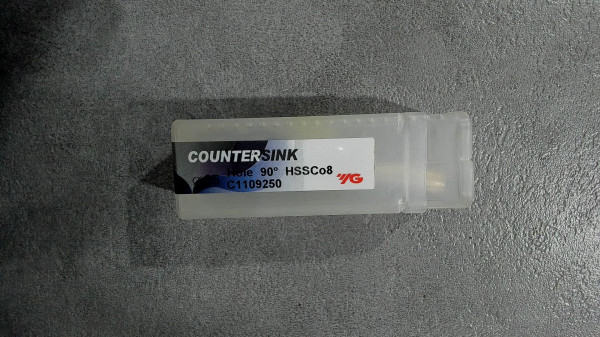 COUNTERSINK
Hole 90° HSSCo8
C1109250
YG